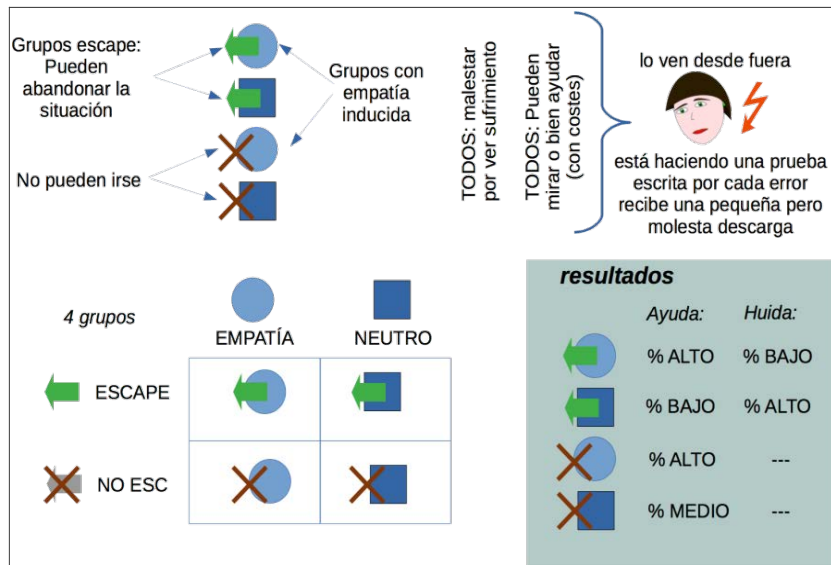 Grupos escape:
Pueden
abandonar la
situación
No pueden irse
Grupos con
empatía
inducida
TODOS: malestar
por ver sufrimiento
TODOS: Pueden
mirar o bien ayudar
(con costes)
lo ven desde fuera
está haciendo una prueba
escrita por cada error
recibe una pequeña pero
molesta descarga
4 grupos
EMPATÍA
NEUTRO
ESCAPE
NO ESC
resultados
Ayuda: Huida:
% ALTO % BAJO
% BAJO % ALTO
% ALTO ---
% MEDIO ---